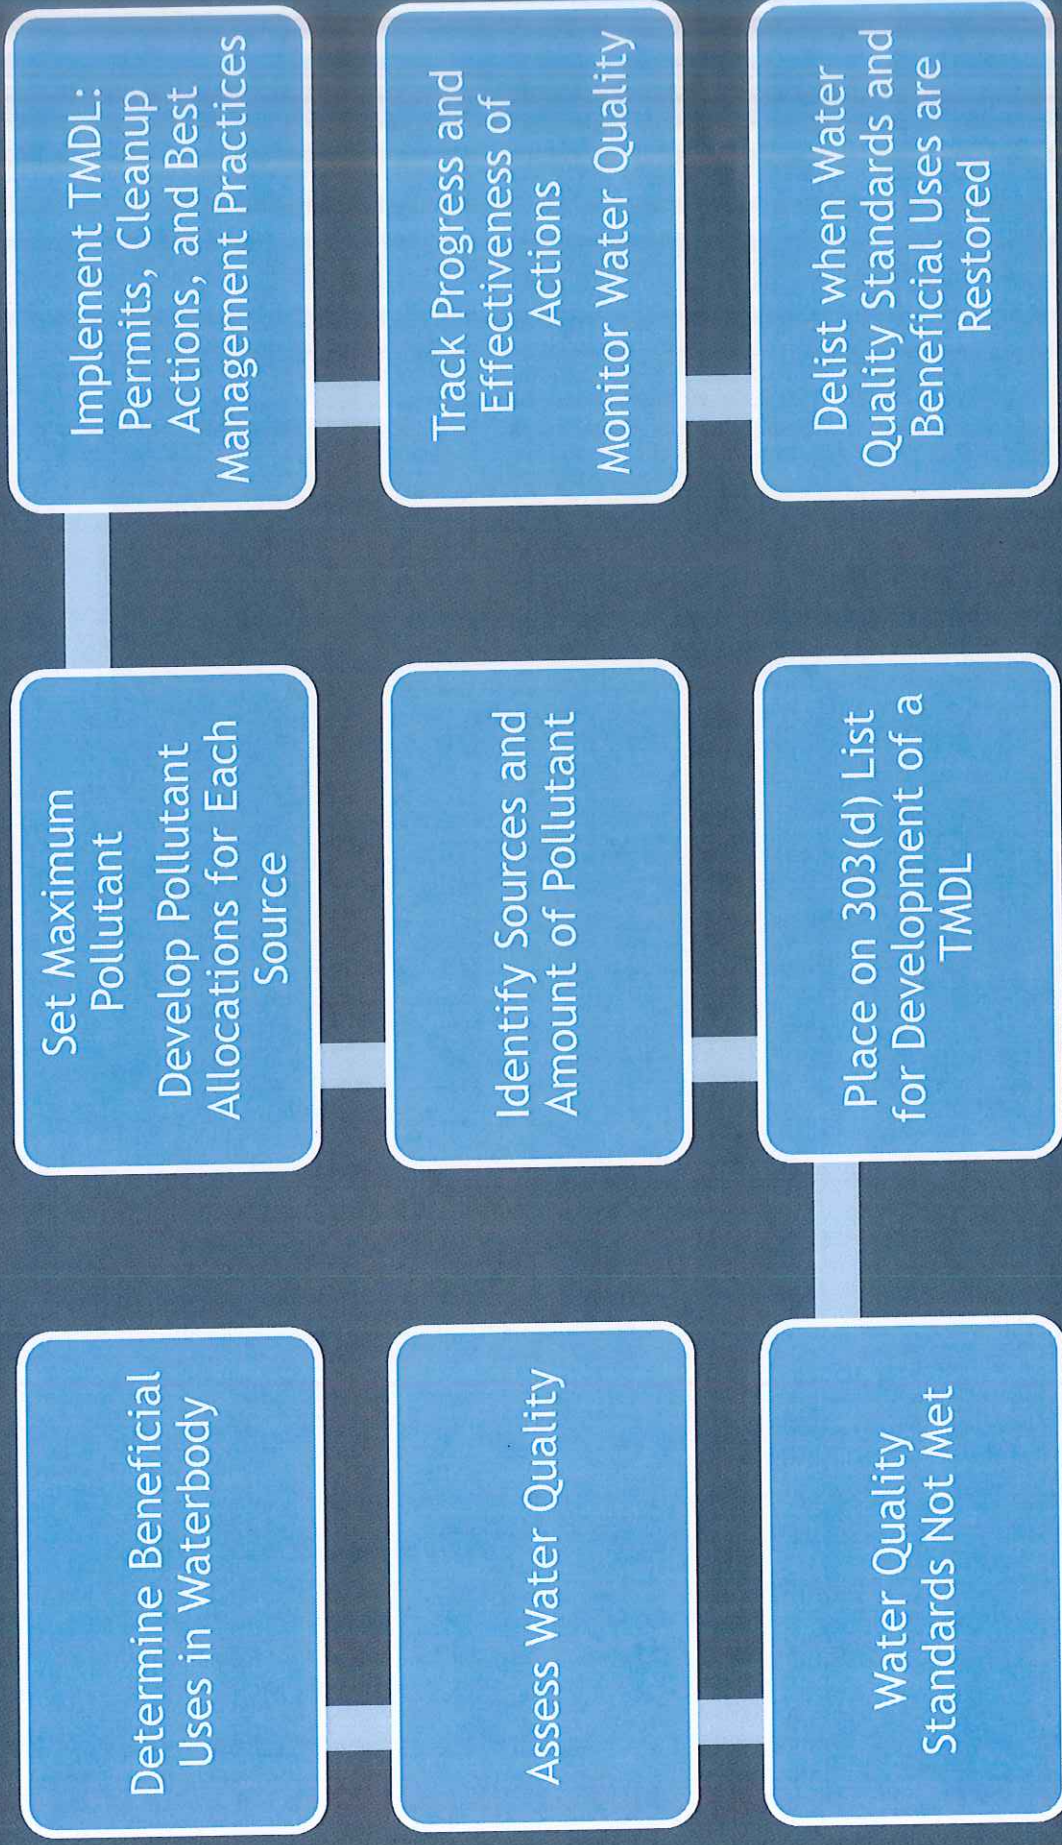 Determine Beneficial
Uses in Waterbody
Assess Water Quality
Water Quality
Standards Not Met
Place on 303(d) List
for Development of a
TMDL
Identify Sources and
Amount of Pollutant
Set Maximum
Pollutant
Develop Pollutant
Allocations for Each
Source
Implement TMDL:
Permits, Cleanup
Actions, and Best
Management Practices
Track Progress and
Effectiveness of
Actions
Monitor Water Quality
Delist when Water
Quality Standards and
Beneficial Uses are
Restored